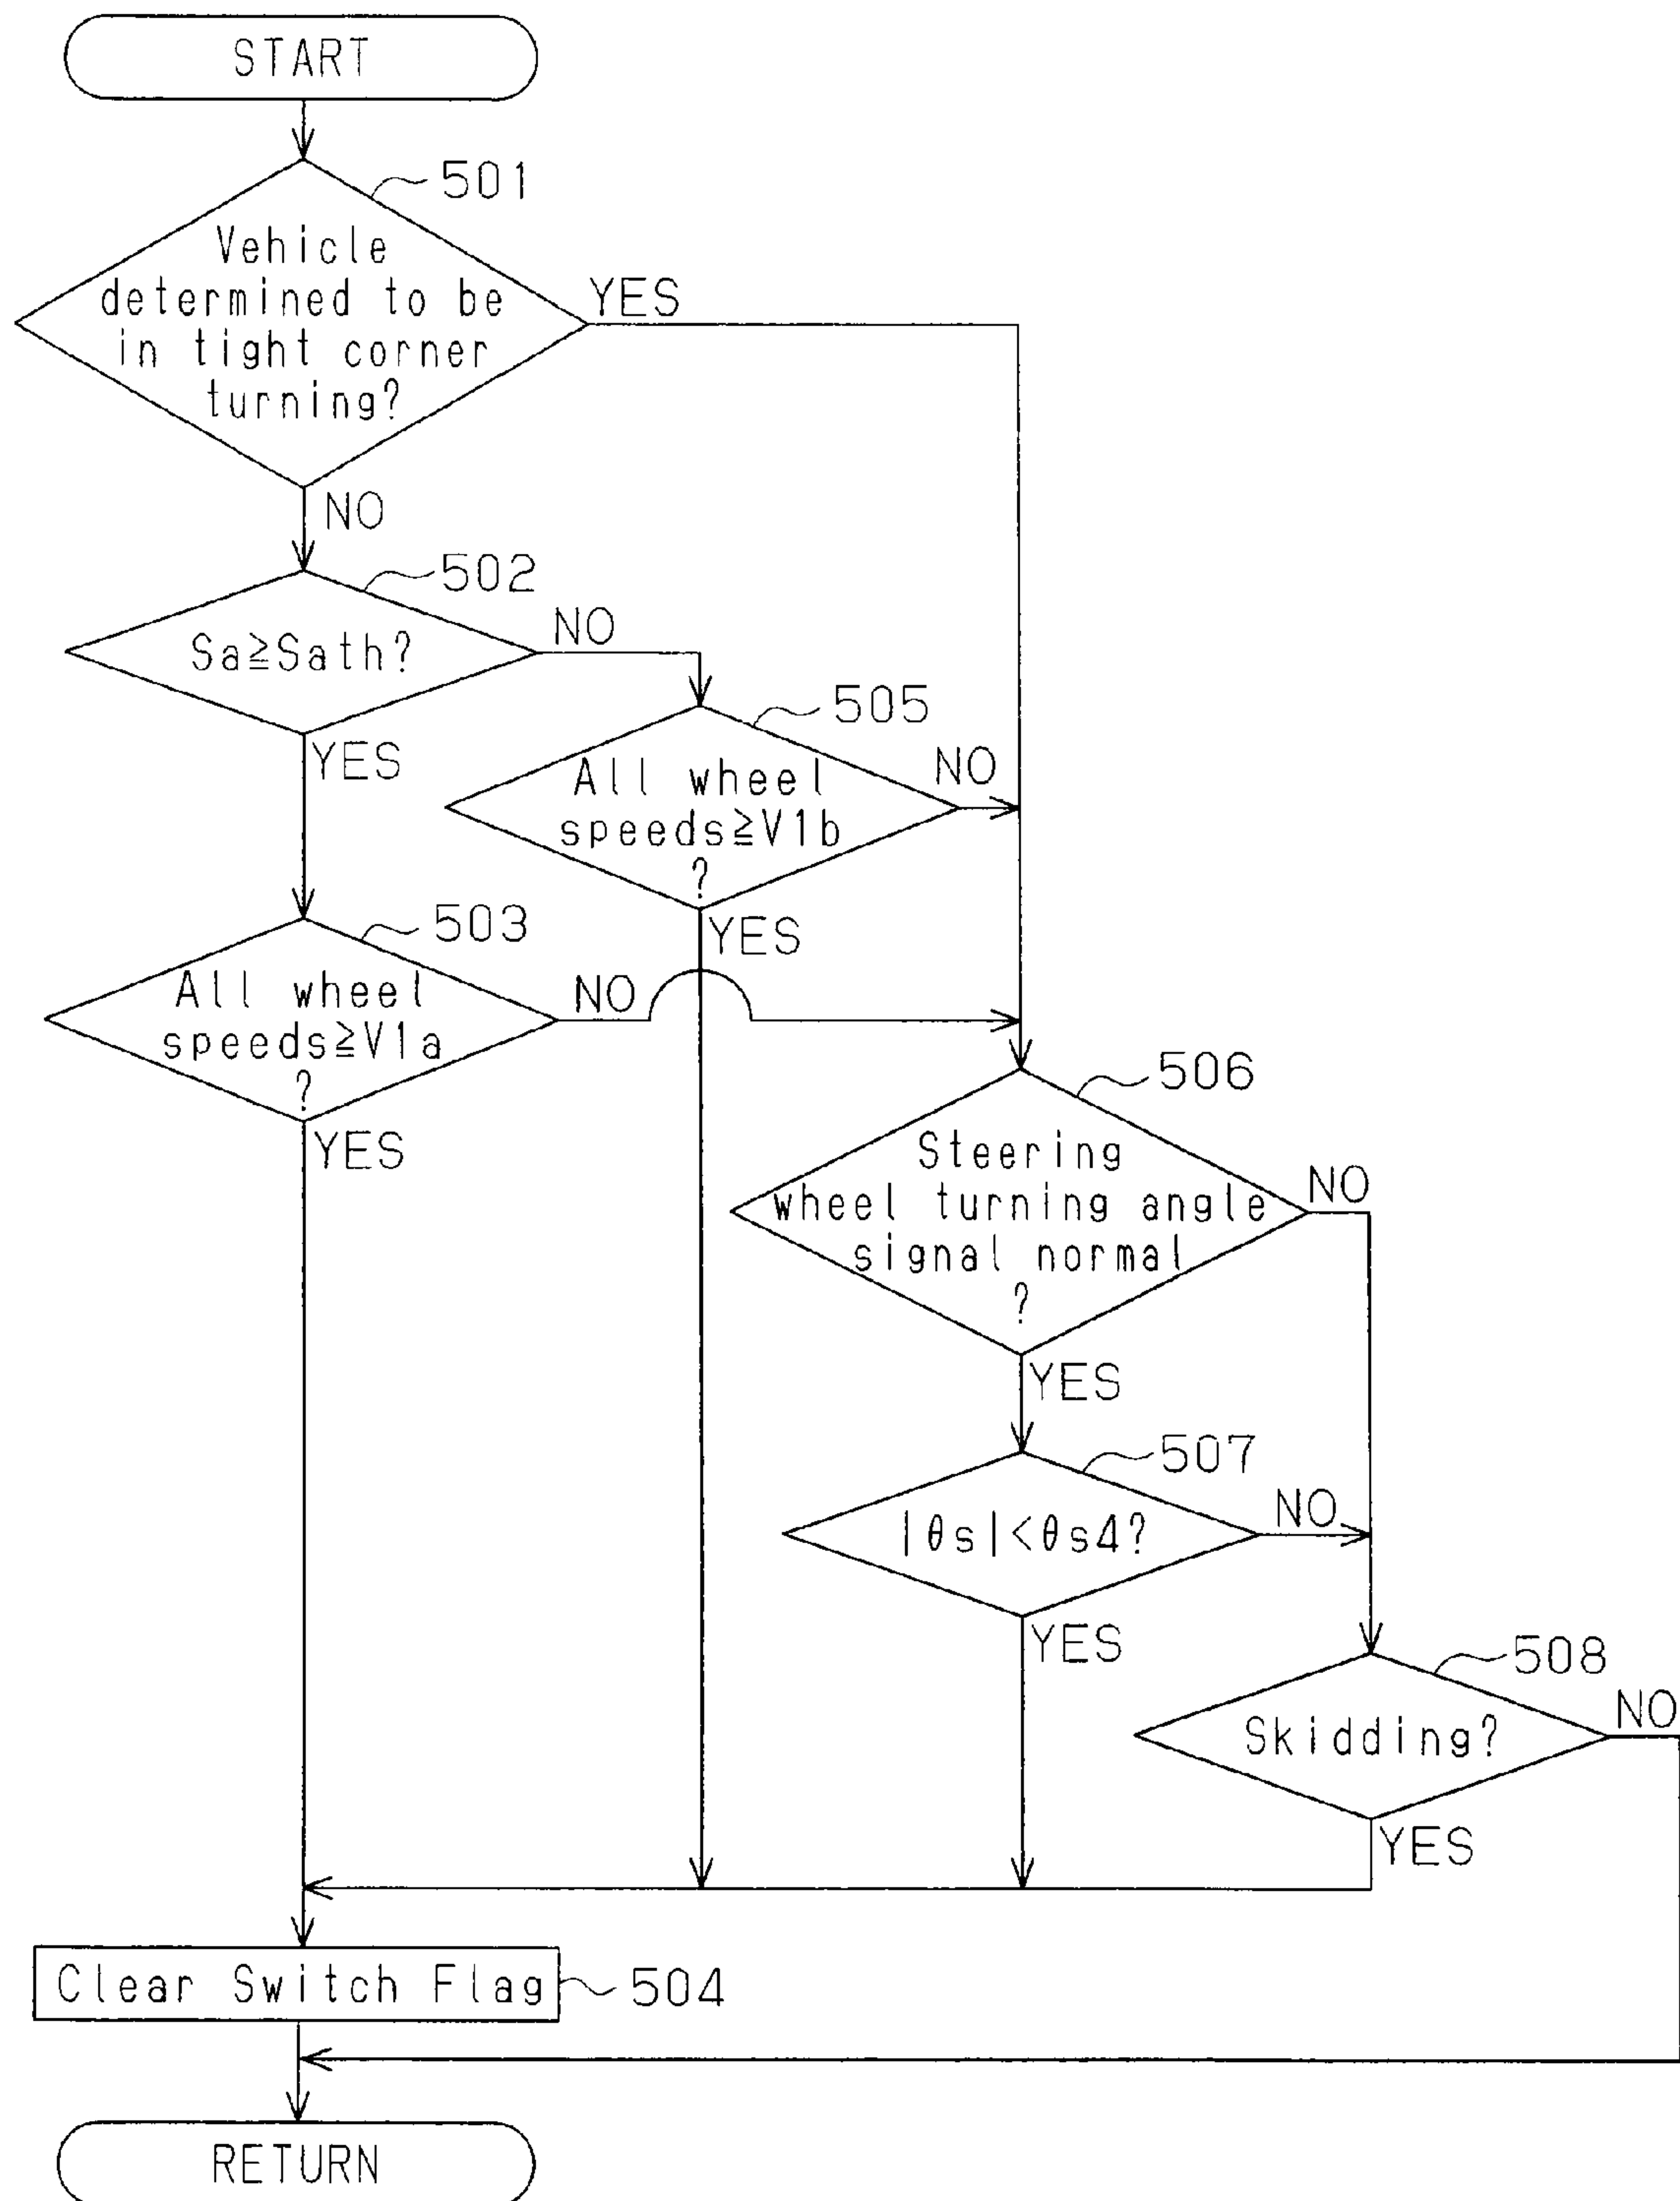 START
501
Vehicle
determined to be
in tight corner
turning?
YES
NO
502
Sa≧Sath?
NO
YES
505
All wheel
speeds≧V1b
?
NO
YES
503
All wheel
speeds≧V1a
?
NO
YES
506
Steering
wheel turning angle
signal normal
?
NO
YES
507
|θs|<θs4?
NO
YES
508
Skidding?
NO
YES
Clear Switch Flag
504
RETURN